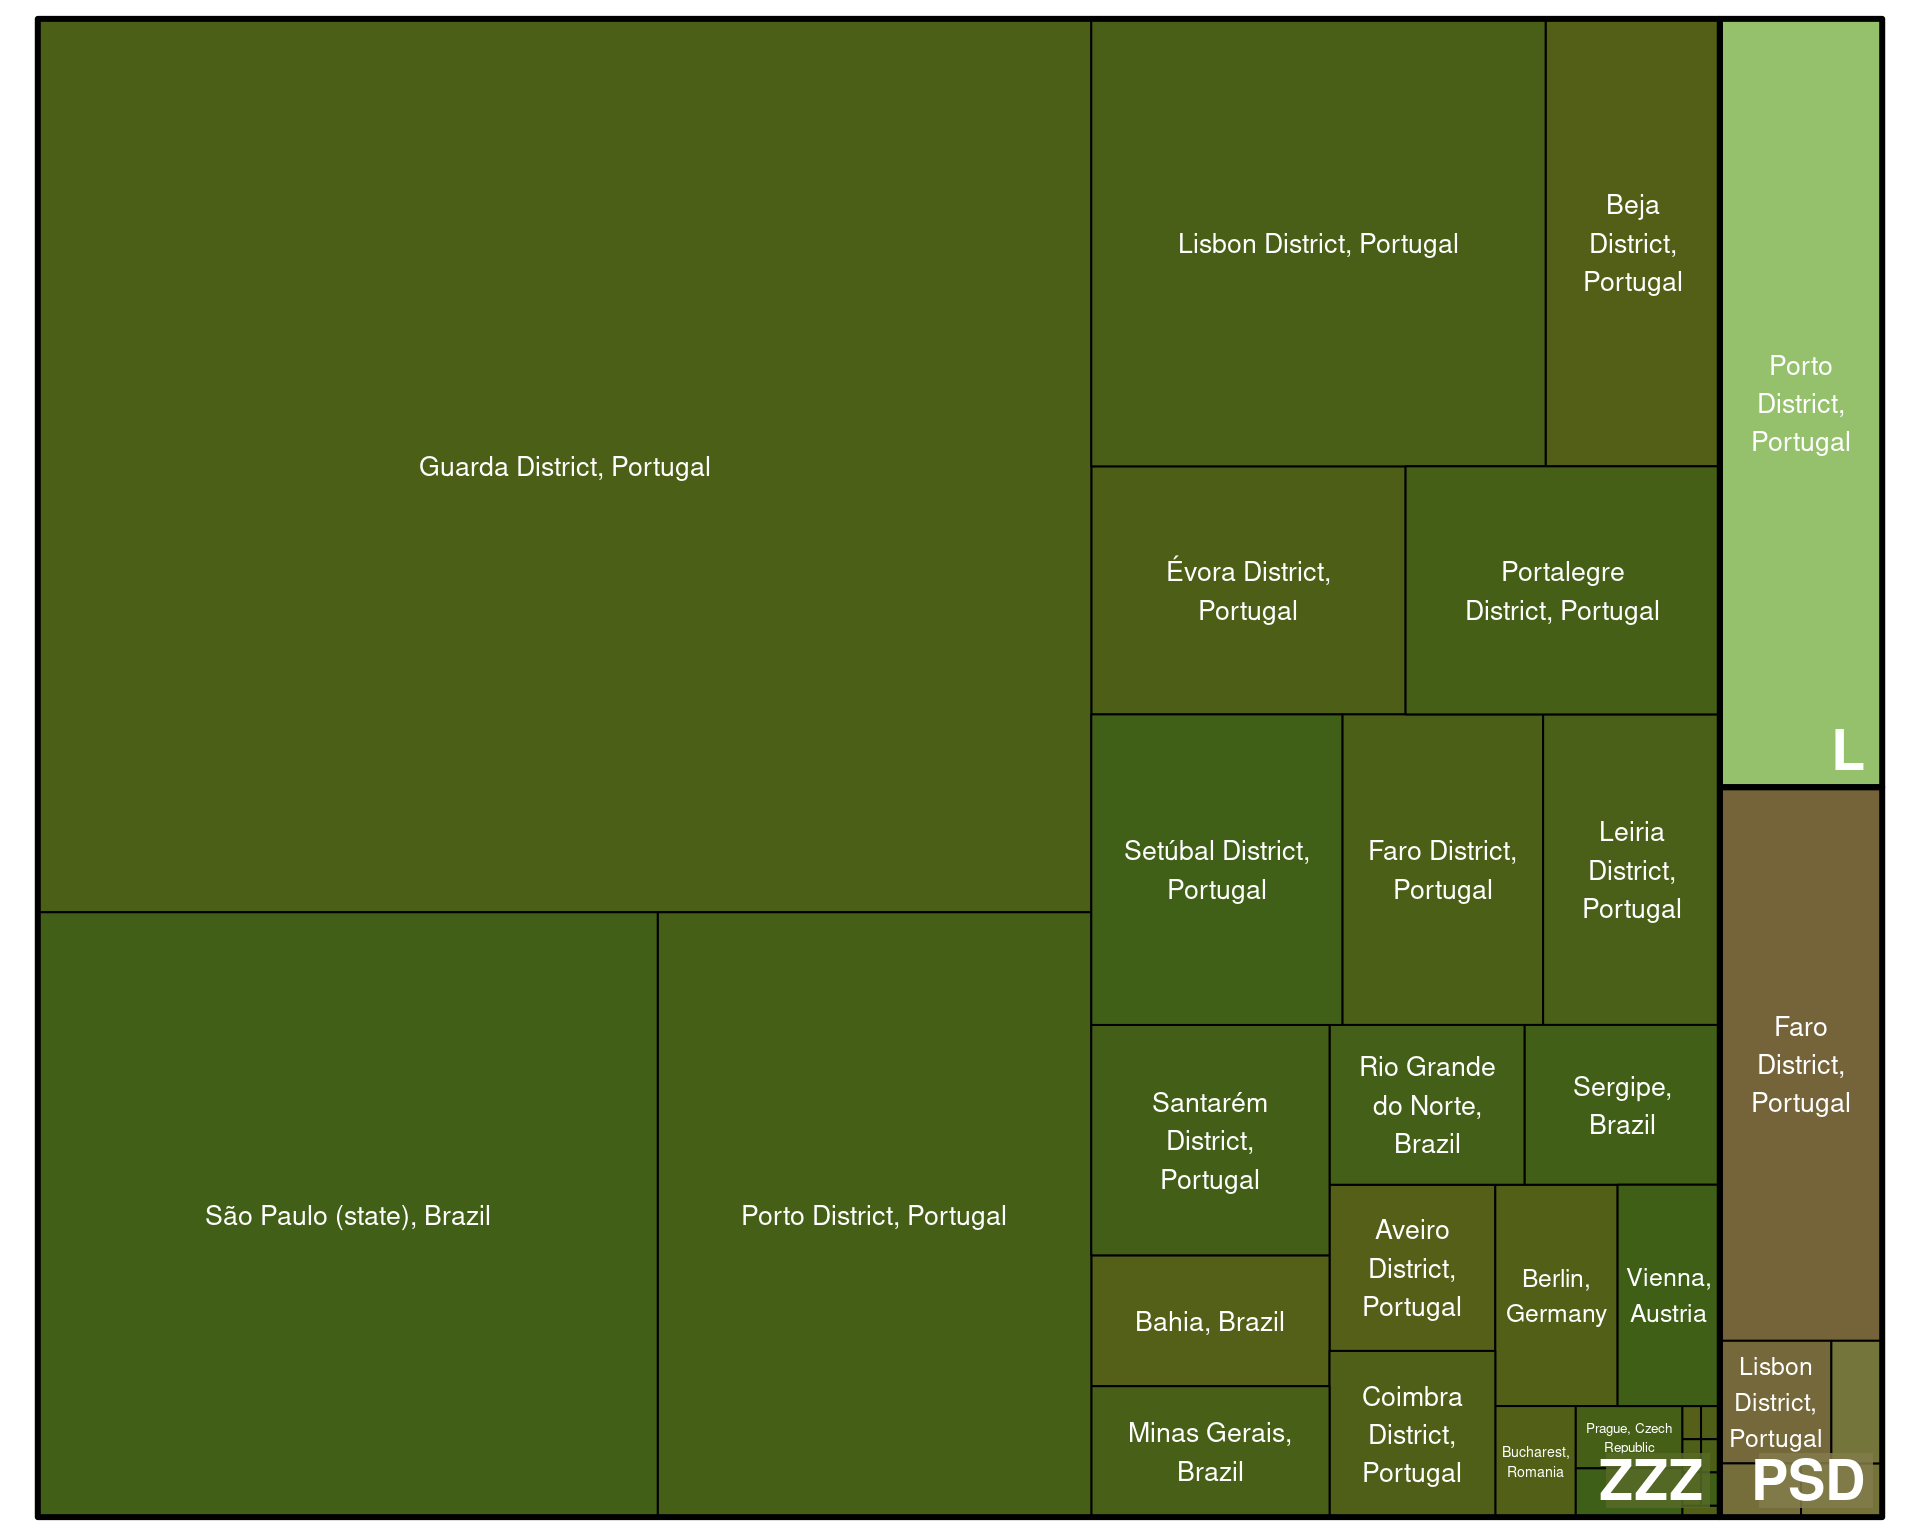 Guarda District, Portugal
Lisbon District, Portugal
Beja
District,
Portugal
Porto
District,
Portugal
L
Évora District,
Portugal
Portalegre
District, Portugal
Setúbal District,
Portugal
Faro District,
Portugal
Leiria
District,
Portugal
São Paulo (state), Brazil
Porto District, Portugal
Santarém
District,
Portugal
Rio Grande
do Norte,
Brazil
Sergipe,
Brazil
Bahia, Brazil
Minas Gerais,
Brazil
Aveiro
District,
Portugal
Berlin,
Germany
Vienna,
Austria
Coimbra
District,
Portugal
Bucharest,
Romania
Prague, Czech
Republic
ZZZ
Faro
District,
Portugal
Lisbon
District,
Portugal
PSD